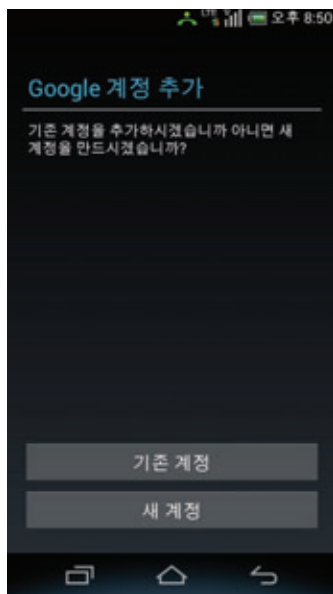 LTE 오후 8:50
Google 계정 추가
기존 계정을 추가하시겠습니까 아니면 새
계정을 만드시겠습니까?
기존 계정
새 계정